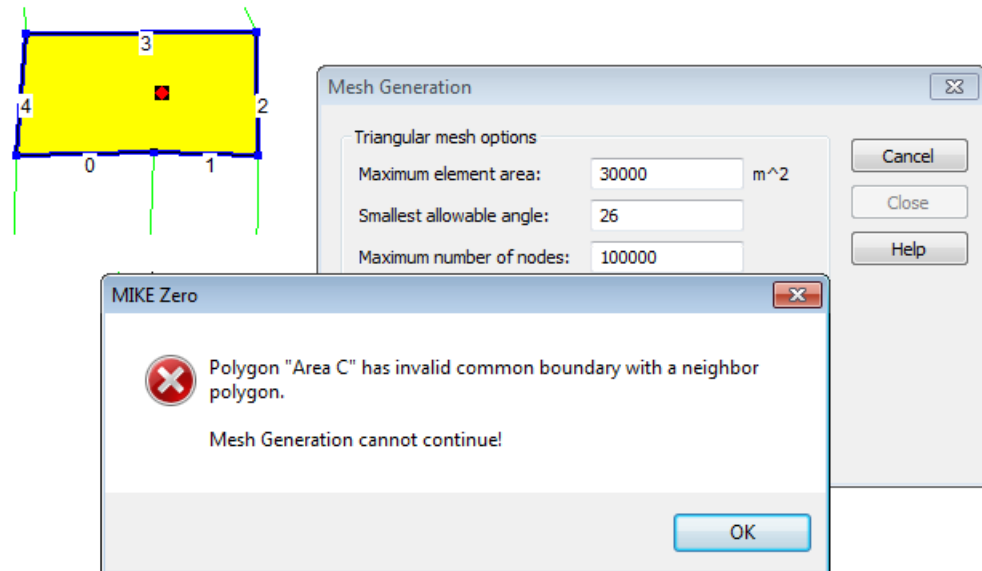 3
4
2
0
1
Mesh Generation
Triangular mesh options
Maximum element area: 30000 m^2
Cancel
Smallest allowable angle: 26
Close
Maximum number of nodes: 100000
Help
MIKE Zero
Polygon "Area C" has invalid common boundary with a neighbor
polygon.
Mesh Generation cannot continue!
OK